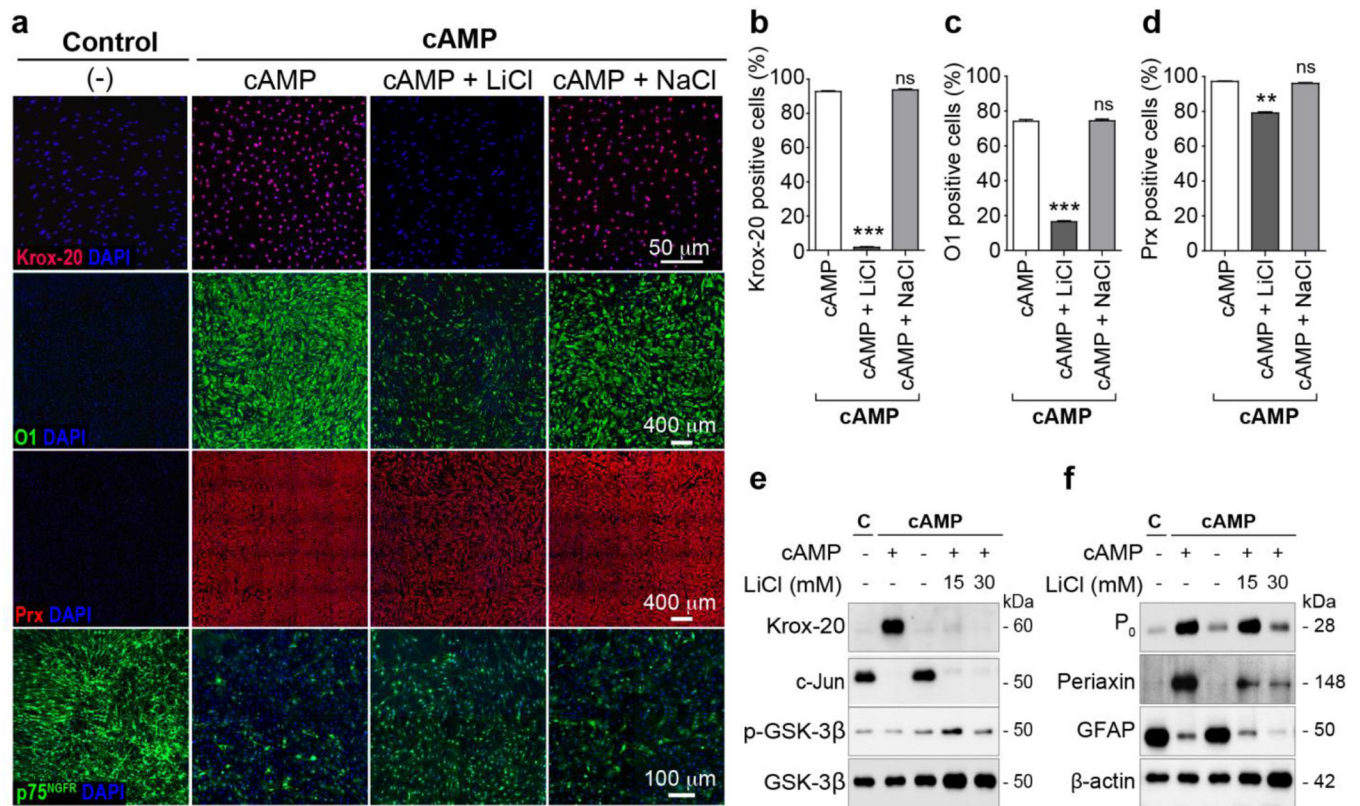 a
Control
cAMP
(-)
cAMP
cAMP + LiCl
cAMP + NaCl
Krox-20 DAPI
50 μm
O1 DAPI
400 μm
Prx DAPI
400 μm
p75NGFR DAPI
100 μm
b
Krox-20 positive cells (%)
100
80
60
40
20
0
***
ns
cAMP
cAMP + LiCl
cAMP + NaCl
cAMP
c
O1 positive cells (%)
100
80
60
40
20
0
***
ns
cAMP
cAMP + LiCl
cAMP + NaCl
cAMP
d
Prx positive cells (%)
100
80
60
40
20
0
**
ns
cAMP
cAMP + LiCl
cAMP + NaCl
cAMP
e
C cAMP
cAMP - + - + +
LiCl (mM) - - - 15 30
kDa
Krox-20 - 60
c-Jun - 50
p-GSK-3β - 50
GSK-3β - 50
f
C cAMP
cAMP - + - + +
LiCl (mM) - - - 15 30
kDa
P0 - 28
Periaxin - 148
GFAP - 50
β-actin - 42